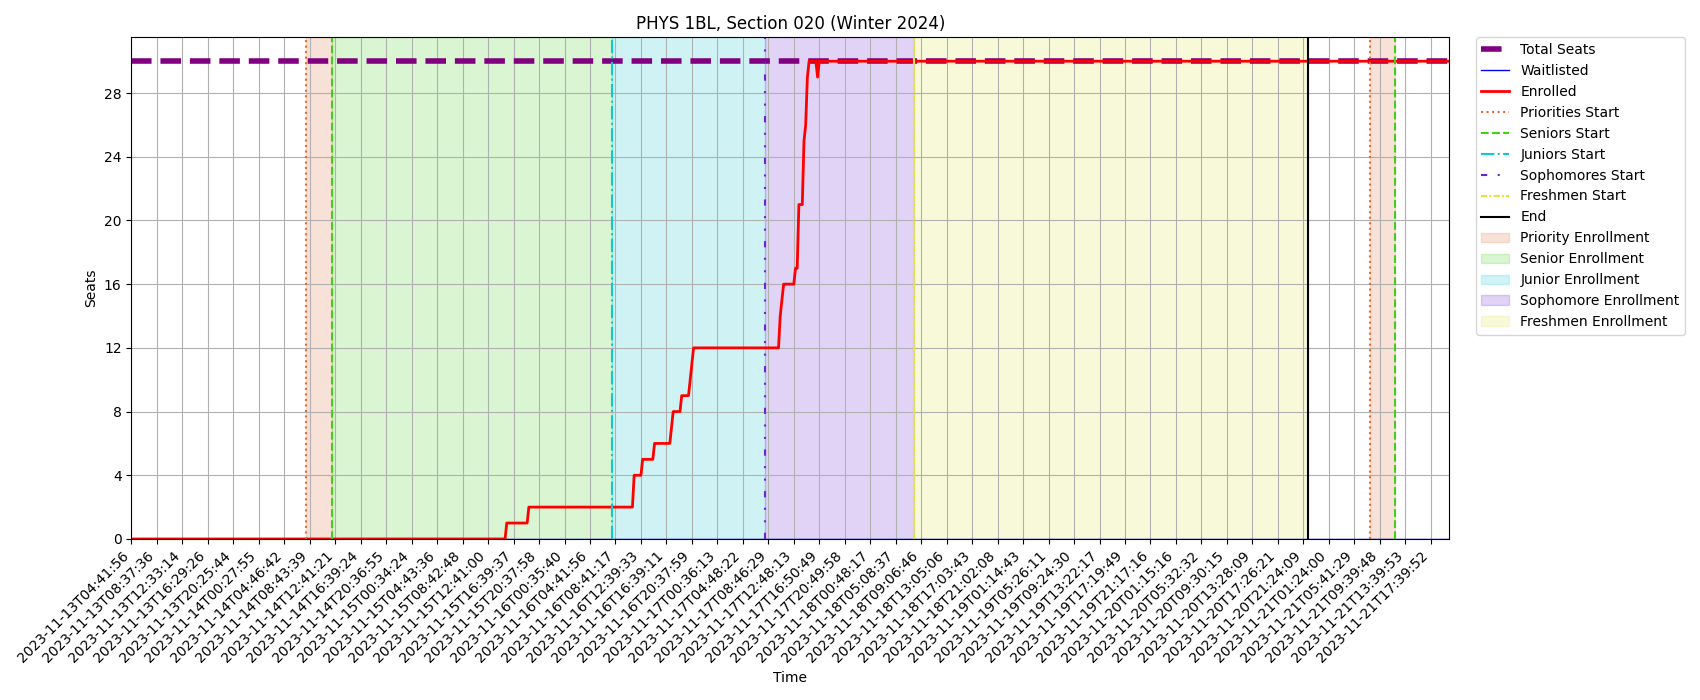 PHYS 1BL, Section 020 (Winter 2024)
Total Seats
Waitlisted
Enrolled
Priorities Start
Seniors Start
Juniors Start
Sophomores Start
Freshmen Start
End
Priority Enrollment
Senior Enrollment
Junior Enrollment
Sophomore Enrollment
Freshmen Enrollment
Seats
28
24
20
16
12
8
4
0
2023-11-13T04:41:56
2023-11-13T08:37:36
2023-11-13T12:33:14
2023-11-13T16:29:26
2023-11-13T20:25:44
2023-11-14T00:27:55
2023-11-14T04:46:42
2023-11-14T08:43:39
2023-11-14T12:41:21
2023-11-14T16:39:24
2023-11-14T20:36:55
2023-11-15T00:34:24
2023-11-15T04:43:36
2023-11-15T08:42:48
2023-11-15T12:41:00
2023-11-15T16:39:37
2023-11-15T20:37:58
2023-11-16T00:35:40
2023-11-16T04:41:56
2023-11-16T08:41:17
2023-11-16T12:39:33
2023-11-16T16:39:11
2023-11-16T20:37:59
2023-11-17T00:36:13
2023-11-17T04:48:22
2023-11-17T08:46:29
2023-11-17T12:48:13
2023-11-17T16:50:49
2023-11-17T20:49:58
2023-11-18T00:48:17
2023-11-18T05:08:37
2023-11-18T09:06:46
2023-11-18T13:05:06
2023-11-18T17:03:43
2023-11-18T21:02:08
2023-11-19T01:14:43
2023-11-19T05:26:11
2023-11-19T09:24:30
2023-11-19T13:22:17
2023-11-19T17:19:49
2023-11-19T21:17:16
2023-11-20T01:15:16
2023-11-20T05:32:32
2023-11-20T09:30:15
2023-11-20T13:28:09
2023-11-20T17:26:21
2023-11-20T21:24:09
2023-11-21T01:24:00
2023-11-21T05:41:29
2023-11-21T09:39:48
2023-11-21T13:39:53
2023-11-21T17:39:52
Time